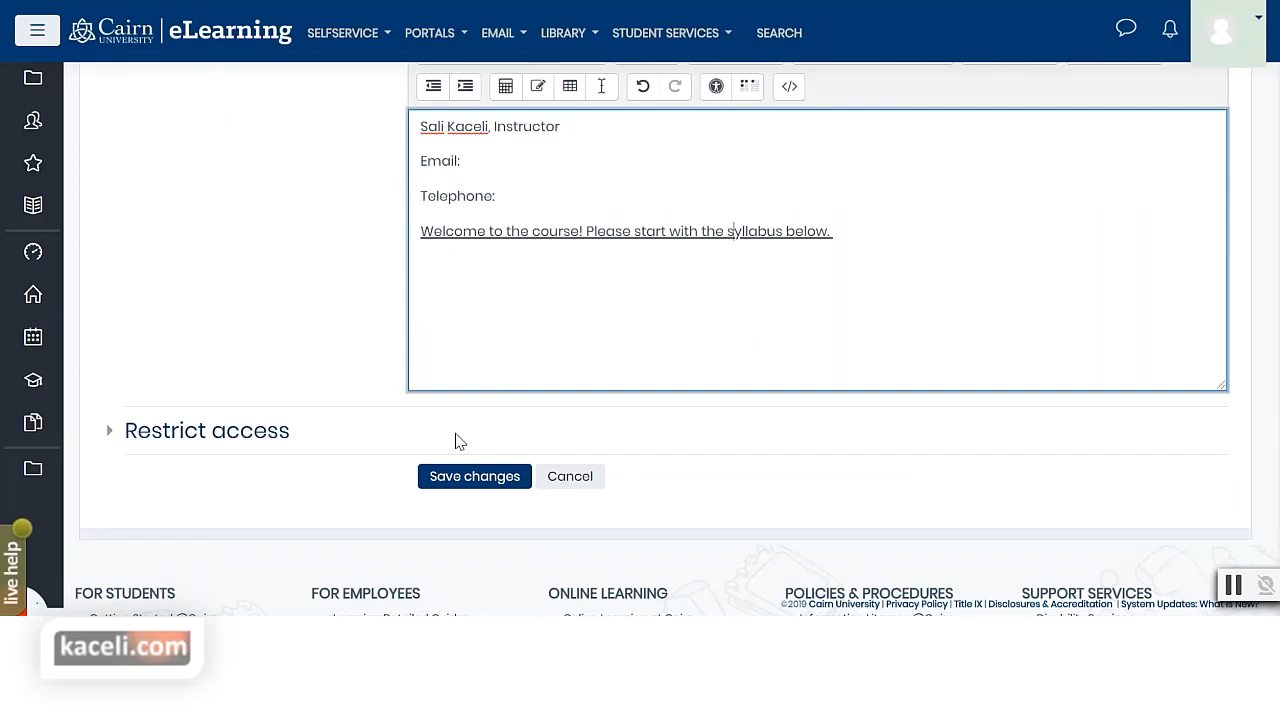 Cairn UNIVERSITY | eLearning SELFSERVICE PORTALS EMAIL LIBRARY STUDENT SERVICES SEARCH
Sali Kaceli, Instructor
Email:
Telephone:
Welcome to the course! Please start with the syllabus below.
Restrict access
Save changes Cancel
live help
FOR STUDENTS FOR EMPLOYEES ONLINE LEARNING POLICIES & PROCEDURES SUPPORT SERVICES
©2019 Cairn University | Privacy Policy | Title IX | Disclosures & Accreditation | System Updates: What is New?
kaceli.com